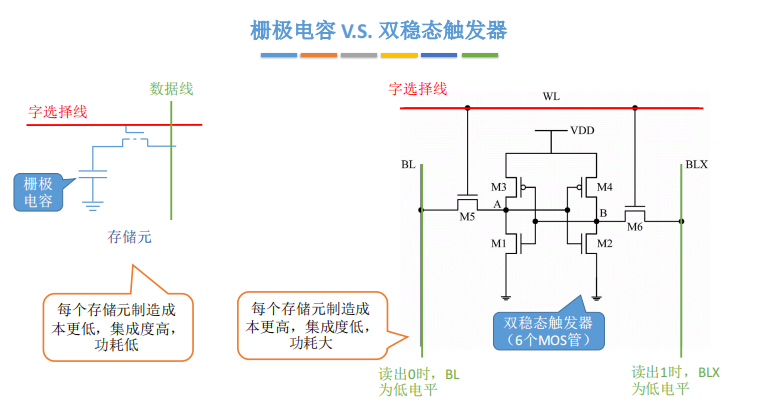 栅极电容 V.S. 双稳态触发器
数据线
字选择线
栅极
电容
存储元
每个存储元制造成
本更低，集成度高，
功耗低
字选择线
WL
VDD
BL
BLX
M3
M4
A
B
M5
M6
M1
M2
每个存储元制造成
本更高，集成度低，
功耗大
双稳态触发器
（6个MOS管）
读出0时，BL
为低电平
读出1时，BLX
为低电平